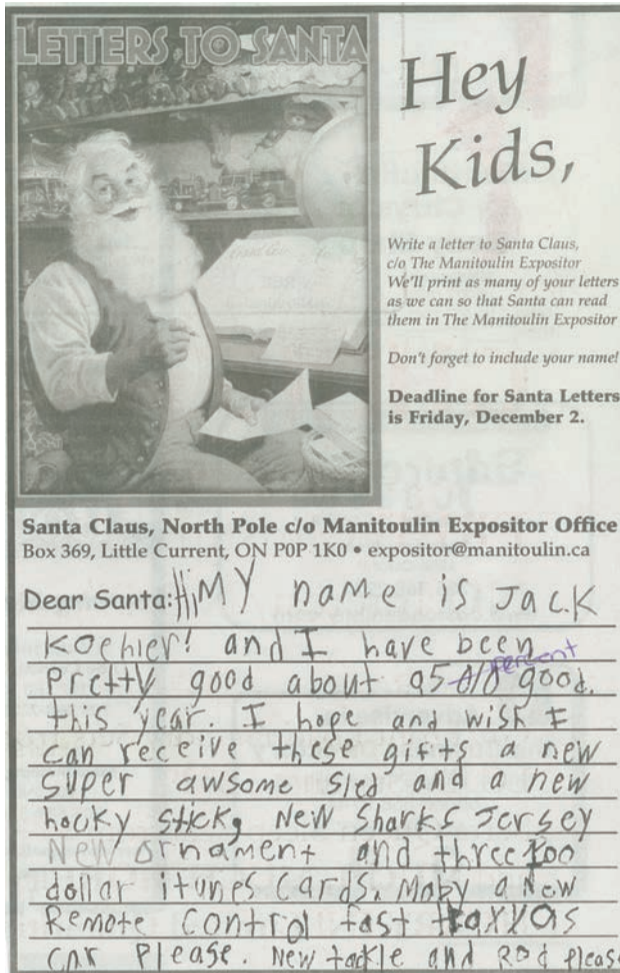 LETTERS TO SANTA
Hey
Kids,
Write a letter to Santa Claus,
c/o The Manitoulin Expositor
We'll print as many of your letters
as we can so that Santa can read
them in The Manitoulin Expositor
Don't forget to include your name!
Deadline for Santa Letters
is Friday, December 2.
Santa Claus, North Pole c/o Manitoulin Expositor Office
Box 369, Little Current, ON P0P 1K0 • expositor@manitoulin.ca
Dear Santa: Hi MY name is JacK
Koehler! and I have been
percent
Pretty good about 95 good.
this year. I hope and wish I
can receive these gifts a new
super awsome sled and a new
hocky stick, New Sharks Jersey
New ornament and three 100
dollar itunes cards. Maby a New
Remote control fast traxxas
car Please. New tackle and Rod please